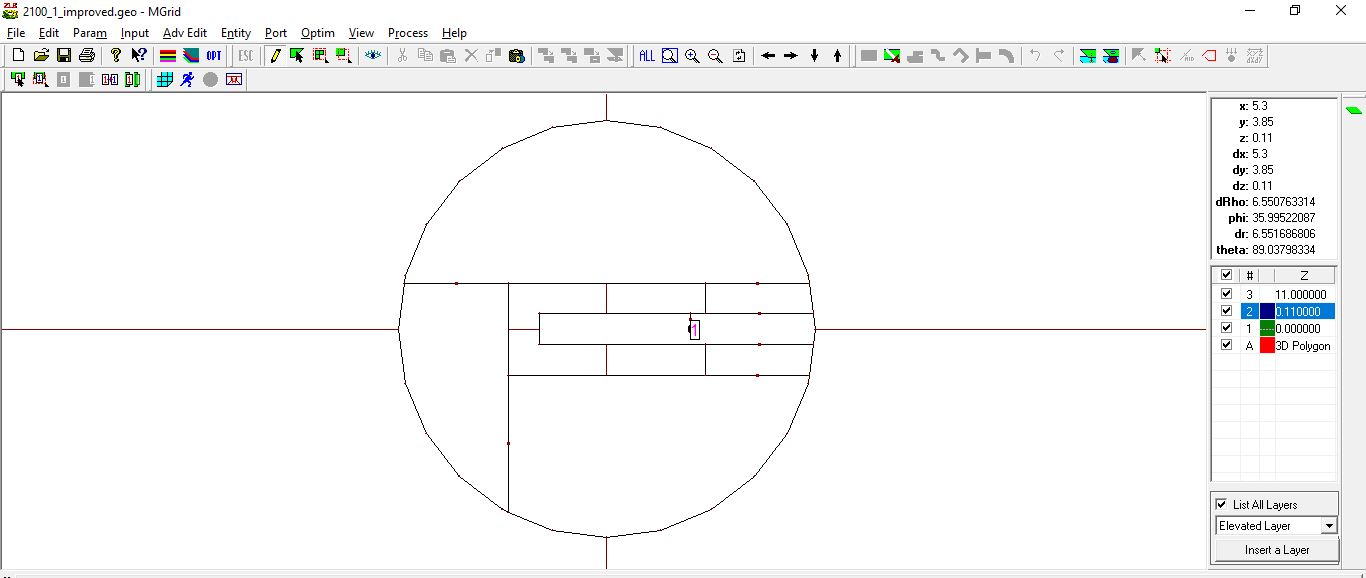 2100_1_improved.geo - MGrid
File Edit Param Input Adv Edit Entity Port Optim View Process Help
? ? OPT ESC ALL
1
x: 5.3
y: 3.85
z: 0.11
dx: 5.3
dy: 3.85
dz: 0.11
dRho: 6.550763314
phi: 35.99522087
dr: 6.551686806
theta: 89.03798334
# Z
3 11.000000
2 0.110000
1 0.000000
A 3D Polygon
List All Layers
Elevated Layer
Insert a Layer